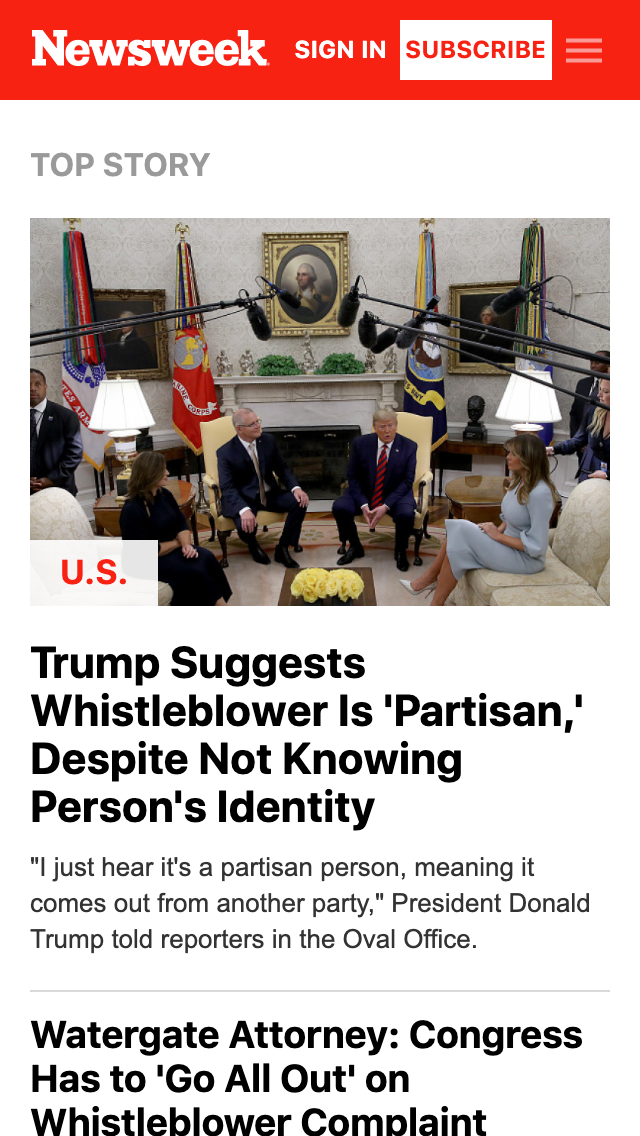 Newsweek
SIGN IN
SUBSCRIBE
TOP STORY
U.S.
Trump Suggests
Whistleblower Is 'Partisan,'
Despite Not Knowing
Person's Identity
"I just hear it's a partisan person, meaning it
comes out from another party," President Donald
Trump told reporters in the Oval Office.
Watergate Attorney: Congress
Has to 'Go All Out' on
Whistleblower Complaint